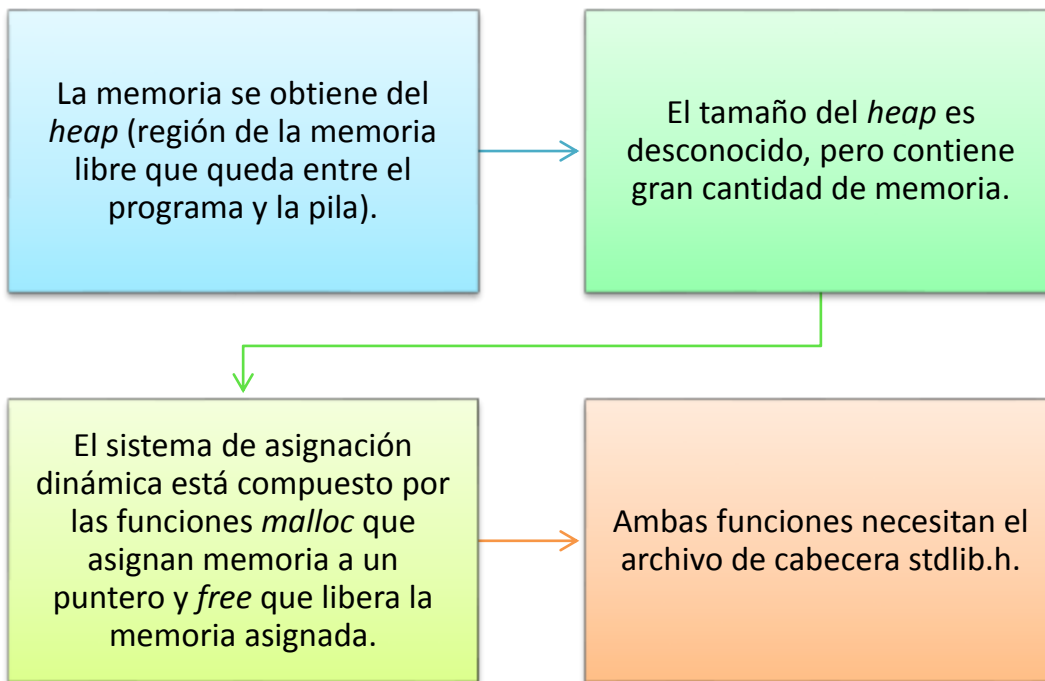 La memoria se obtiene del
heap (región de la memoria
libre que queda entre el
programa y la pila).
El tamaño del heap es
desconocido, pero contiene
gran cantidad de memoria.
El sistema de asignación
dinámica está compuesto por
las funciones malloc que
asignan memoria a un
puntero y free que libera la
memoria asignada.
Ambas funciones necesitan el
archivo de cabecera stdlib.h.